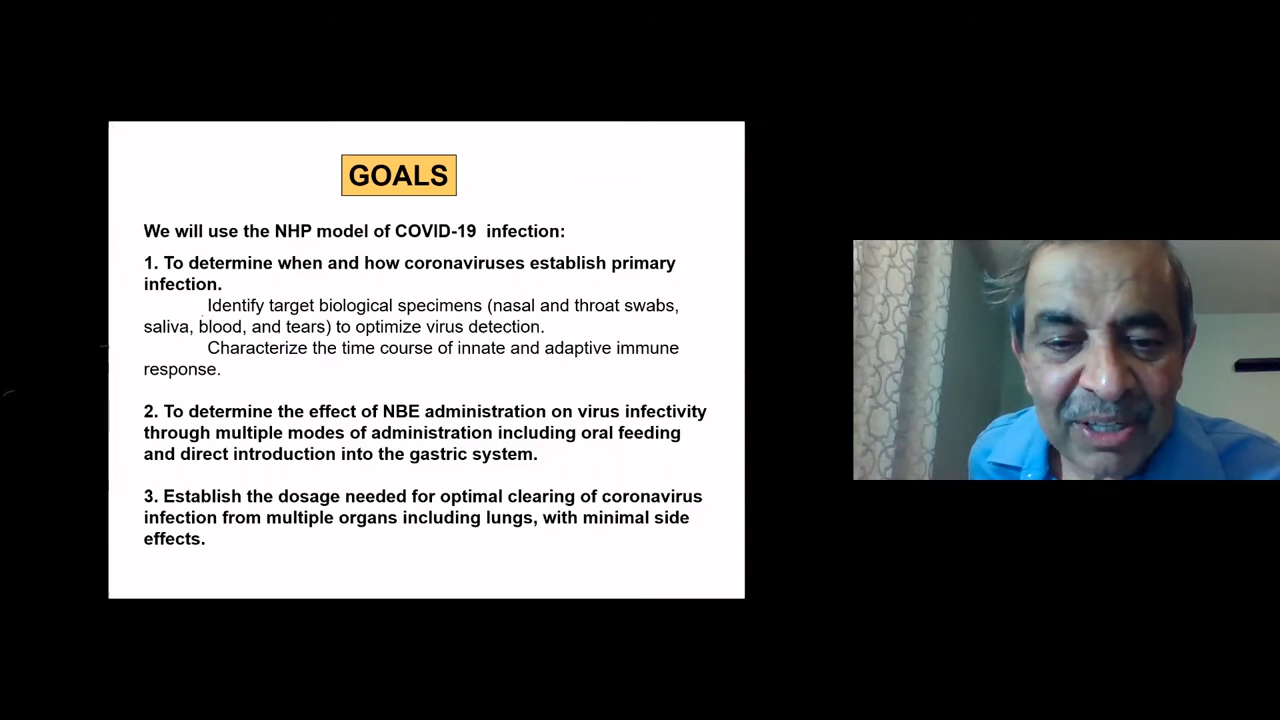 GOALS
We will use the NHP model of COVID-19 infection:
1. To determine when and how coronaviruses establish primary
infection.
Identify target biological specimens (nasal and throat swabs,
saliva, blood, and tears) to optimize virus detection.
Characterize the time course of innate and adaptive immune
response.
2. To determine the effect of NBE administration on virus infectivity
through multiple modes of administration including oral feeding
and direct introduction into the gastric system.
3. Establish the dosage needed for optimal clearing of coronavirus
infection from multiple organs including lungs, with minimal side
effects.